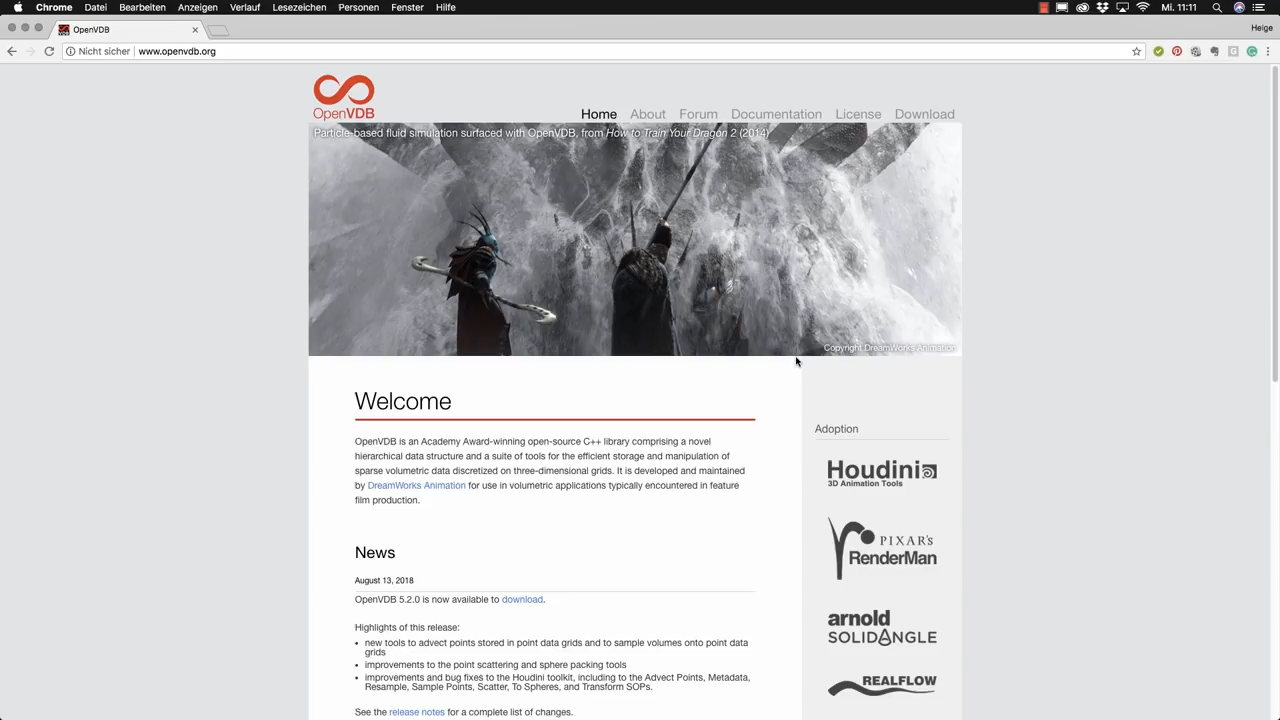 Chrome Datei Bearbeiten Anzeigen Verlauf Lesezeichen Personen Fenster Hilfe Mi. 11:11
OpenVDB Helge
Nicht sicher www.openvdb.org
OpenVDB
Home About Forum Documentation License Download
Particle-based fluid simulation surfaced with OpenVDB, from How to Train Your Dragon 2 (2014)
Copyright DreamWorks Animation
Welcome
OpenVDB is an Academy Award-winning open-source C++ library comprising a novel
hierarchical data structure and a suite of tools for the efficient storage and manipulation of
sparse volumetric data discretized on three-dimensional grids. It is developed and maintained
by DreamWorks Animation for use in volumetric applications typically encountered in feature
film production.
News
August 13, 2018
OpenVDB 5.2.0 is now available to download.
Highlights of this release:
• new tools to advect points stored in point data grids and to sample volumes onto point data
grids
• improvements to the point scattering and sphere packing tools
• improvements and bug fixes to the Houdini toolkit, including to the Advect Points, Metadata,
Resample, Sample Points, Scatter, To Spheres, and Transform SOPs.
See the release notes for a complete list of changes.
Adoption
Houdini
3D Animation Tools
PIXAR's
RenderMan
arnold
SOLIDANGLE
REALFLOW